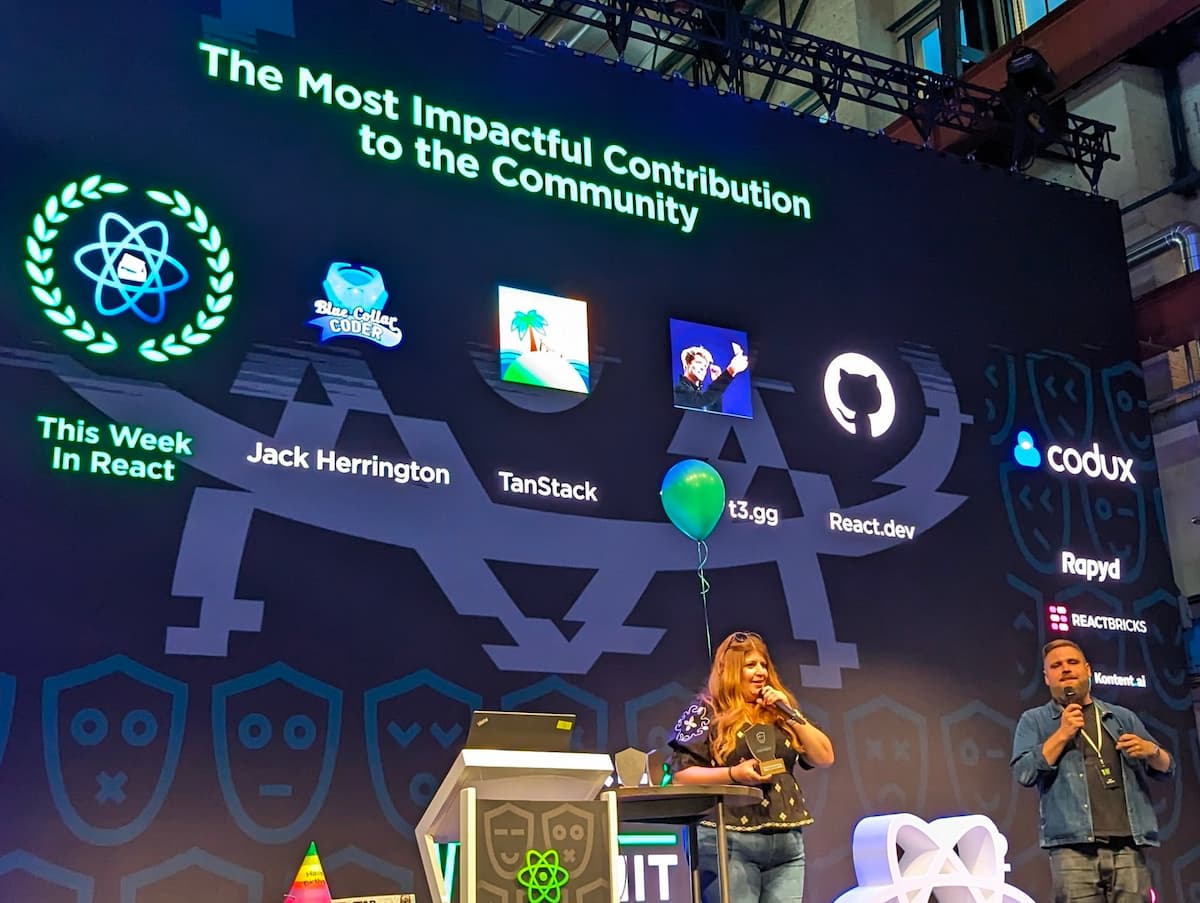 The Most Impactful Contribution
to the Community
Blue Collar
CODER
This Week
In React
Jack Herrington
TanStack
t3.gg
React.dev
codux
Rapyd
REACTBRICKS
Kontent.ai